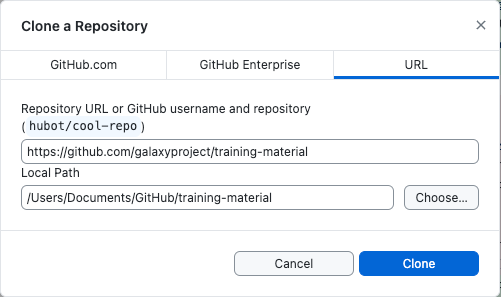 Clone a Repository
GitHub.com
GitHub Enterprise
URL
Repository URL or GitHub username and repository
(hubot/cool-repo)
https://github.com/galaxyproject/training-material
Local Path
/Users/Documents/GitHub/training-material
Choose...
Cancel
Clone